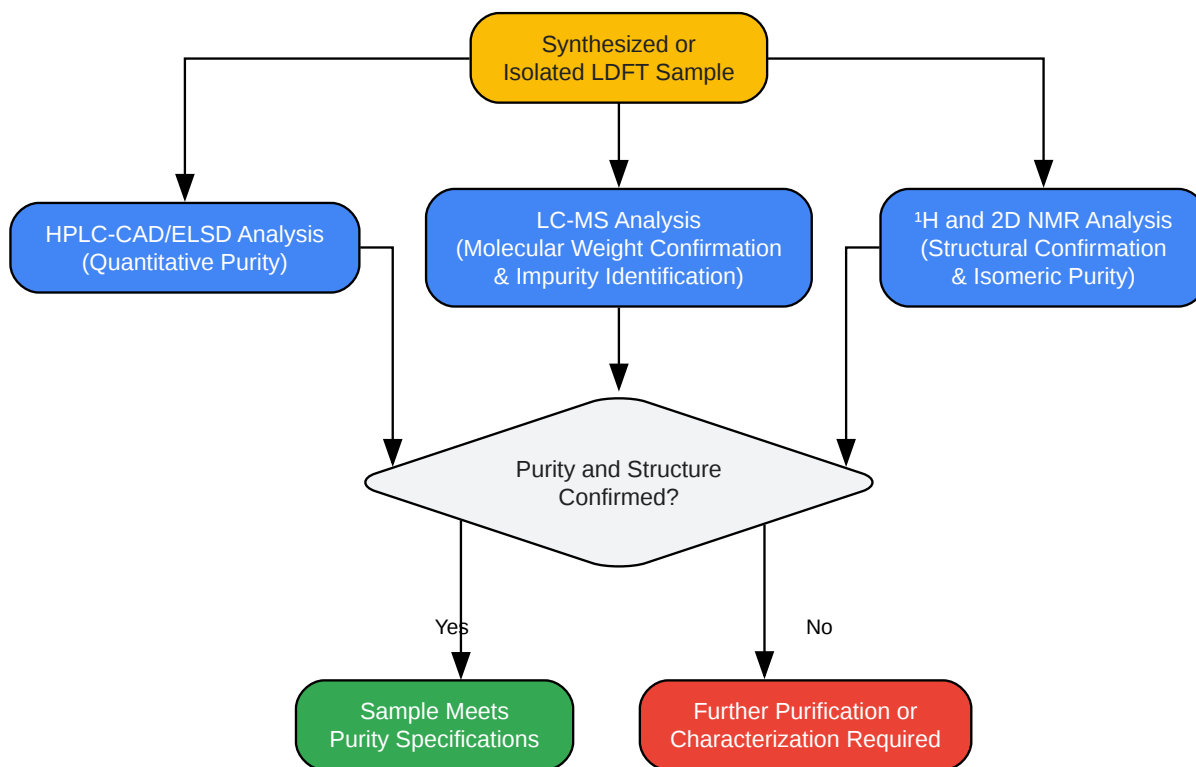 Synthesized or
Isolated LDFT Sample
HPLC-CAD/ELSD Analysis
(Quantitative Purity)
LC-MS Analysis
(Molecular Weight Confirmation
& Impurity Identification)
¹H and 2D NMR Analysis
(Structural Confirmation
& Isomeric Purity)
Purity and Structure
Confirmed?
Yes
No
Sample Meets
Purity Specifications
Further Purification or
Characterization Required